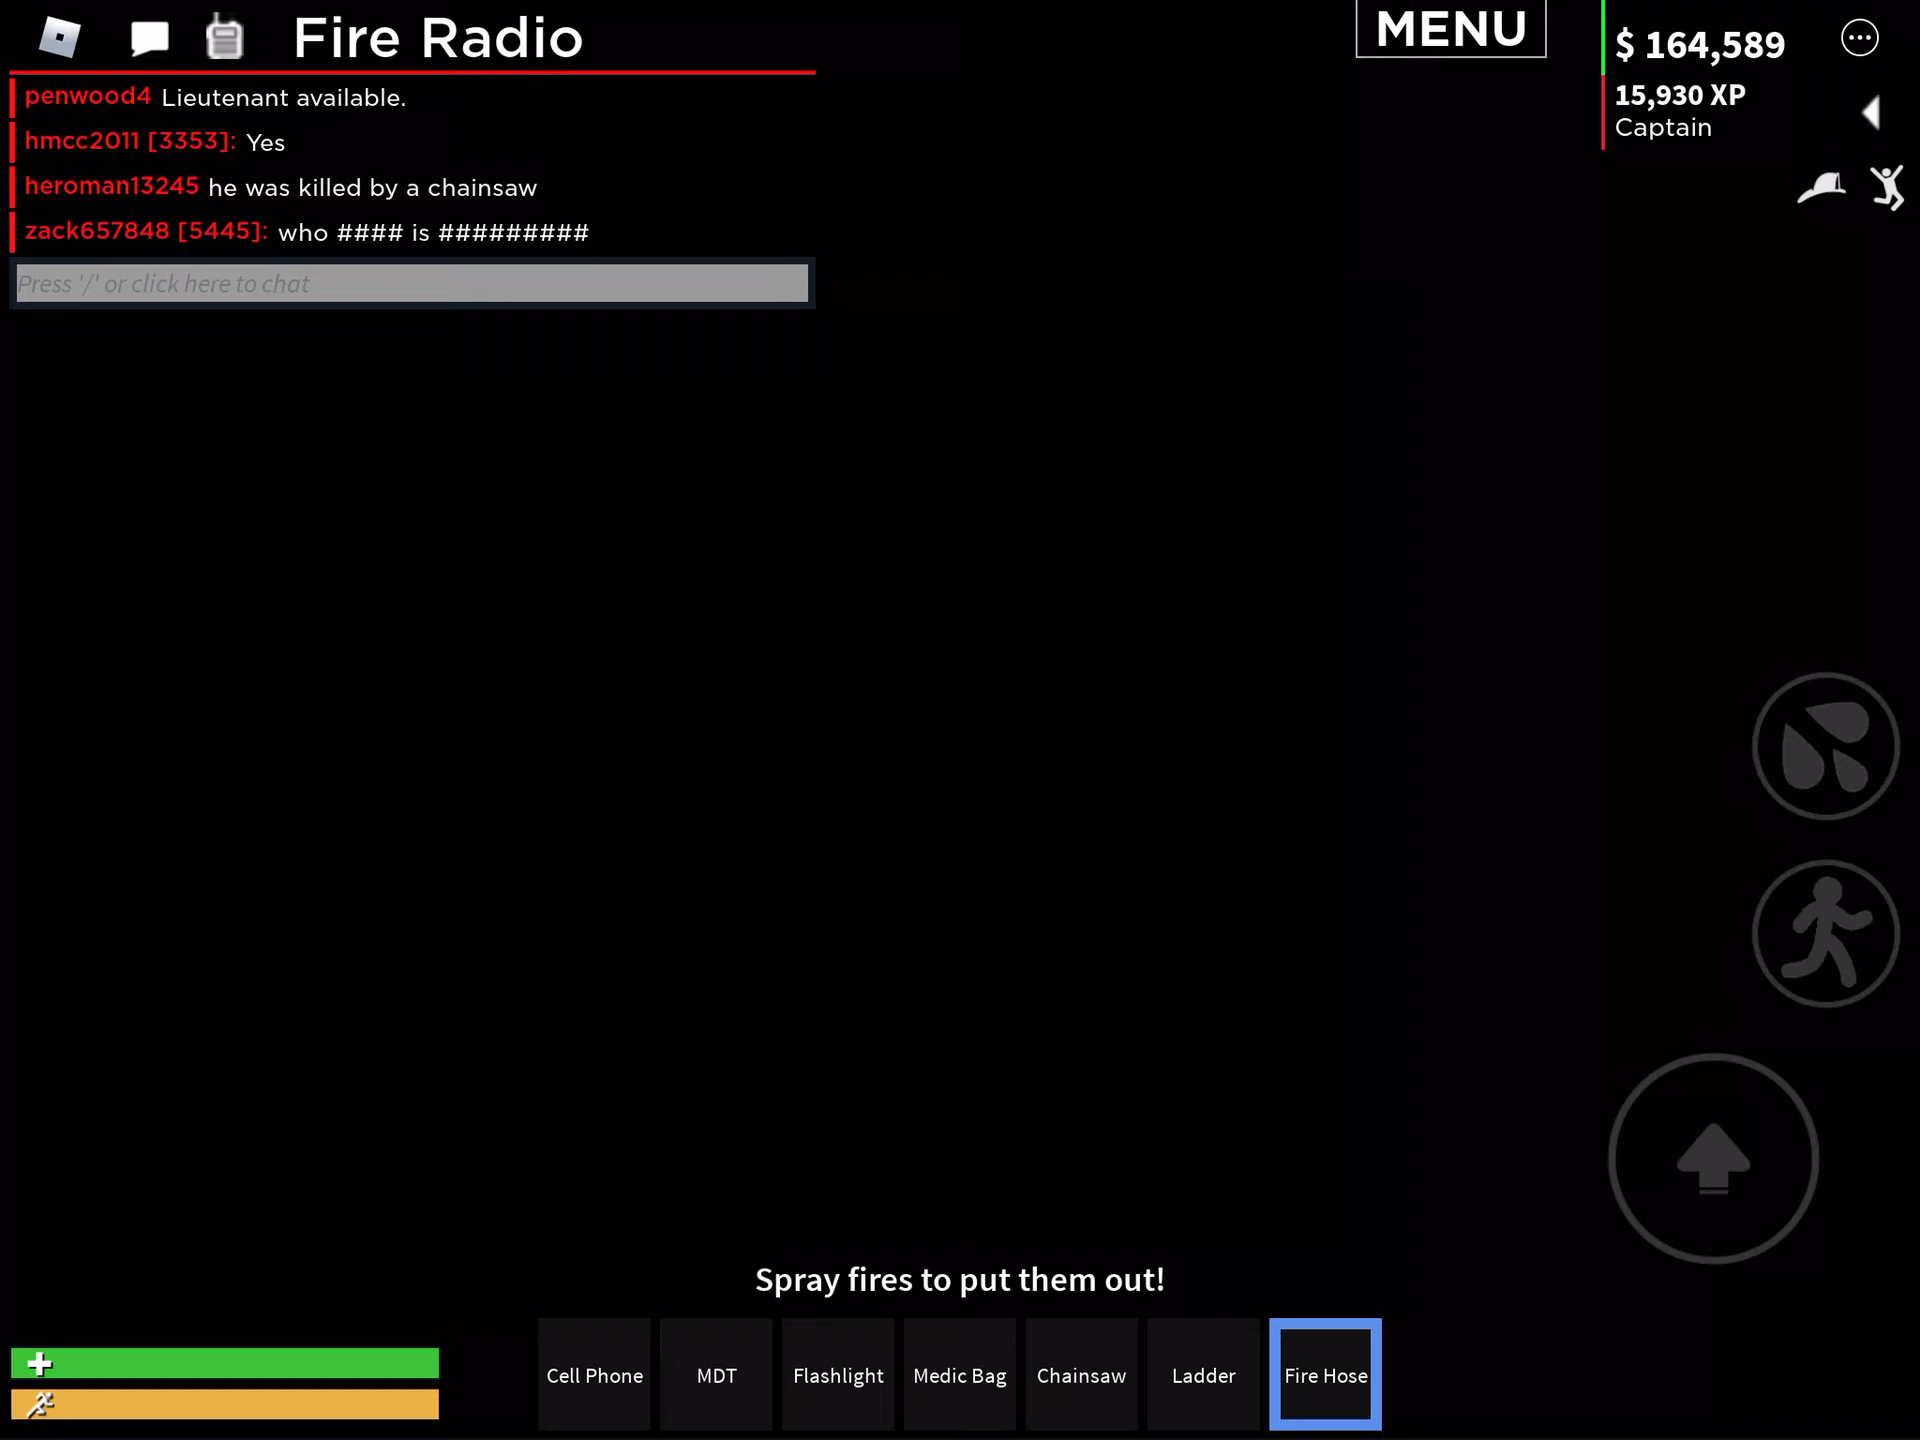 Fire Radio
MENU
$ 164,589
15,930 XP
Captain
penwood4 Lieutenant available.
hmcc2011 [3353]: Yes
heroman13245 he was killed by a chainsaw
zack657848 [5445]: who #### is #########
Press '/' or click here to chat
Spray fires to put them out!
Cell Phone
MDT
Flashlight
Medic Bag
Chainsaw
Ladder
Fire Hose